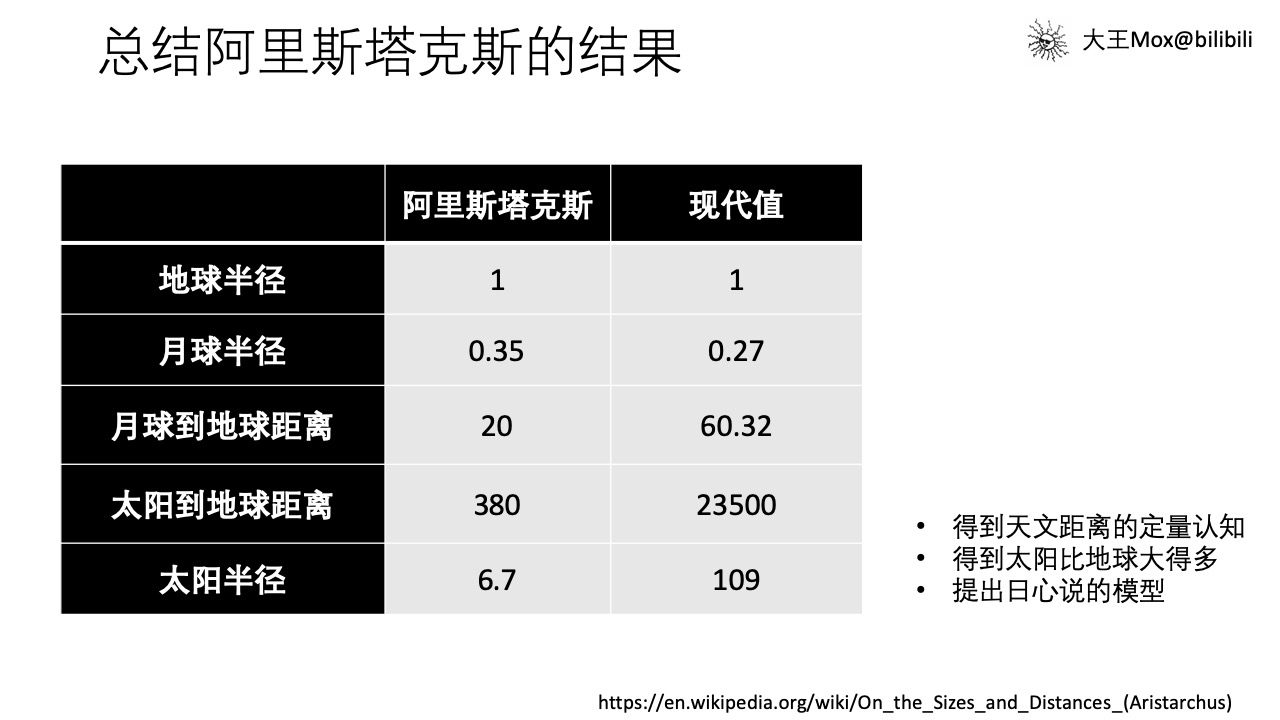 总结阿里斯塔克斯的结果
大王Mox@bilibili
阿里斯塔克斯 现代值
地球半径 1 1
月球半径 0.35 0.27
月球到地球距离 20 60.32
太阳到地球距离 380 23500
太阳半径 6.7 109
• 得到天文距离的定量认知
• 得到太阳比地球大得多
• 提出日心说的模型
https://en.wikipedia.org/wiki/On_the_Sizes_and_Distances_(Aristarchus)